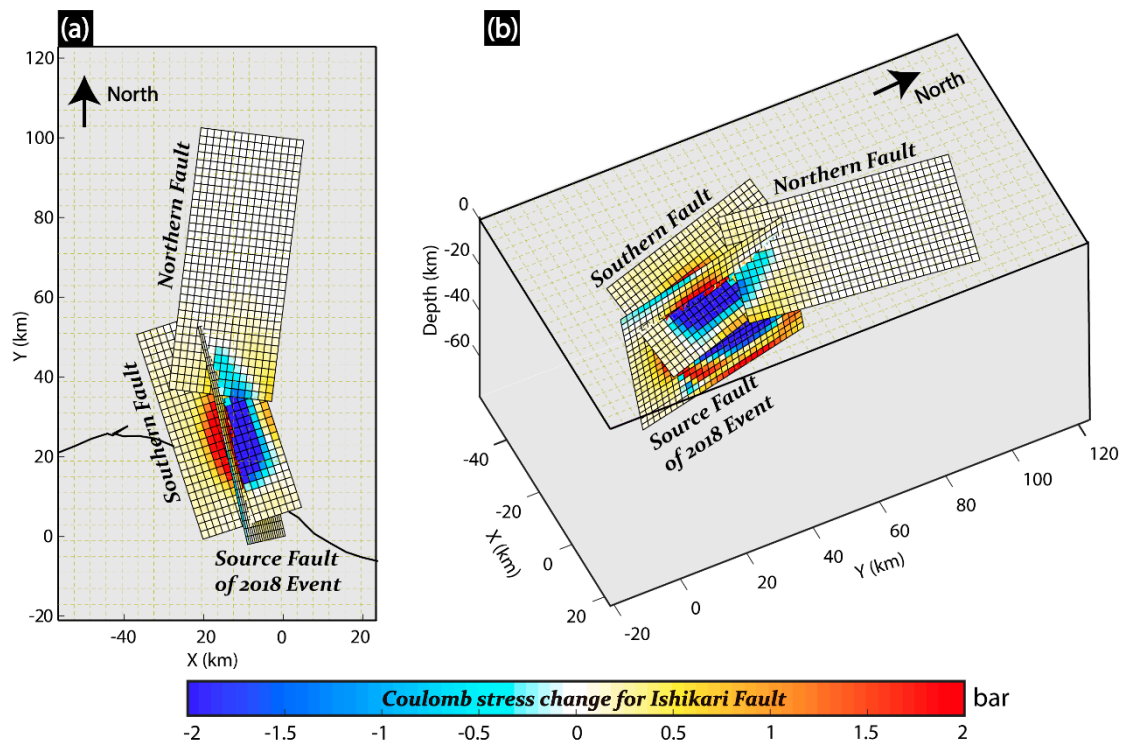 (a)
North
Northern Fault
Southern Fault
Source Fault
of 2018 Event
120
100
80
60
40
20
0
-20
Y (km)
-40
-20
0
20
X (km)
(b)
North
Northern Fault
Southern Fault
Source Fault
of 2018 Event
0
-20
-40
-60
Depth (km)
-40
-20
0
20
X (km)
-20
0
20
40
60
80
100
120
Y (km)
Coulomb stress change for Ishikari Fault
bar
-2
-1.5
-1
-0.5
0
0.5
1
1.5
2